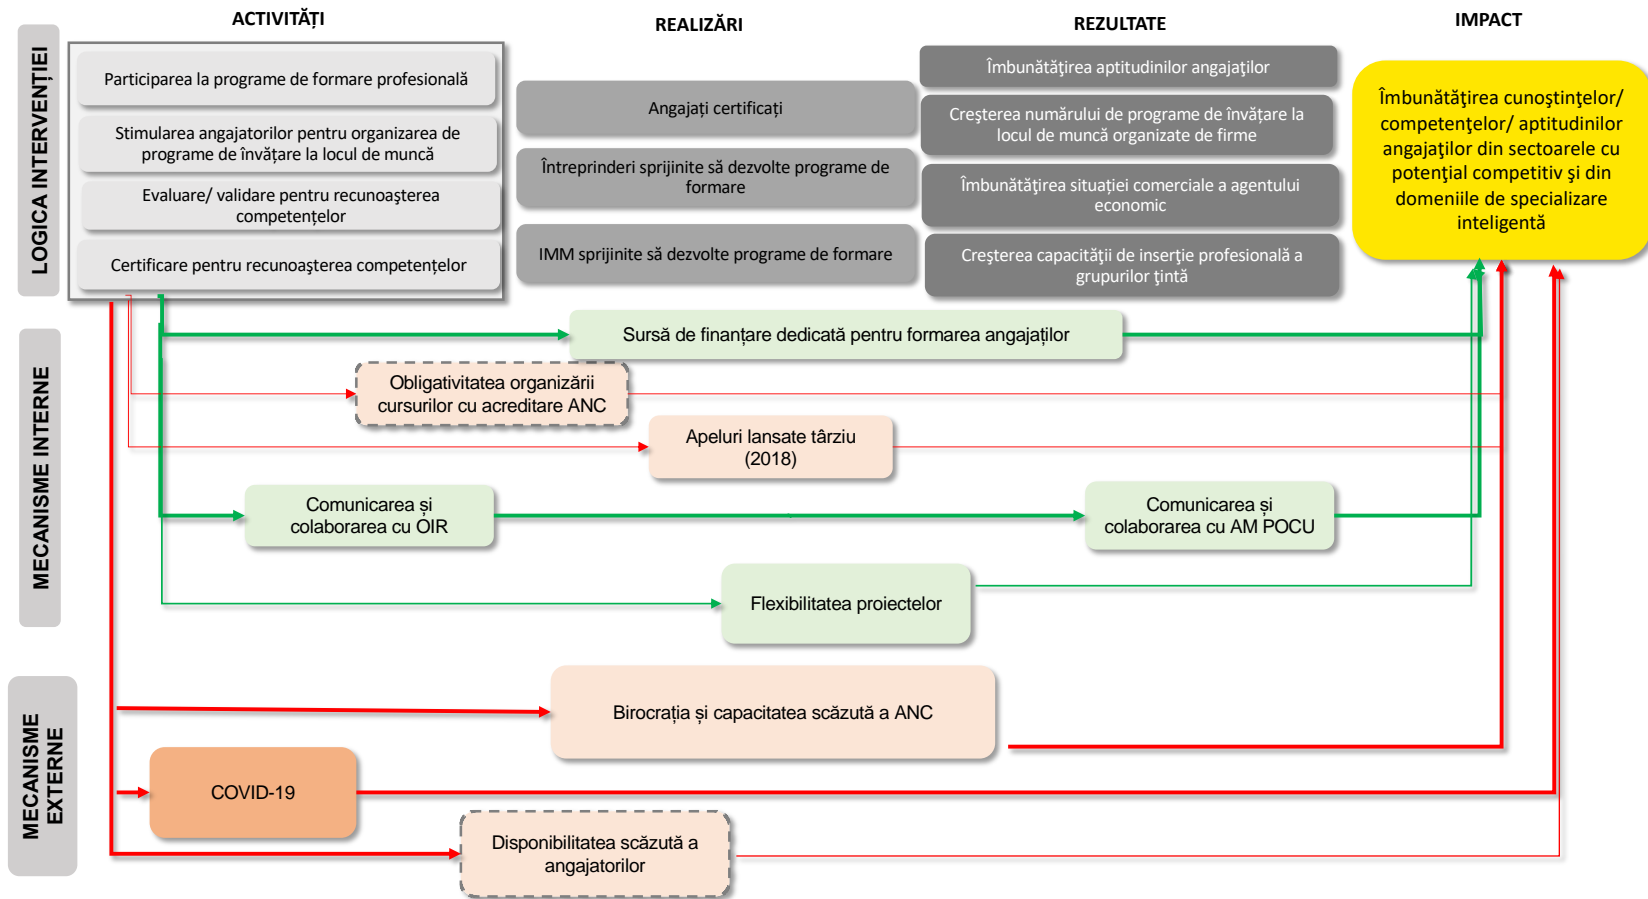 ACTIVITĂȚI
REALIZĂRI
REZULTATE
IMPACT
LOGICA INTERVENȚIEI
Participarea la programe de formare profesională
Stimularea angajatorilor pentru organizarea de
programe de învățare la locul de muncă
Evaluare/ validare pentru recunoașterea
competențelor
Certificare pentru recunoașterea competențelor
Angajați certificați
Întreprinderi sprijinite să dezvolte programe de
formare
IMM sprijinite să dezvolte programe de formare
Îmbunătăţirea aptitudinilor angajaţilor
Creşterea numărului de programe de învăţare la
locul de muncă organizate de firme
Îmbunătăţirea situației comerciale a agentului
economic
Creşterea capacităţii de inserţie profesională a
grupurilor ţintă
Îmbunătăţirea cunoştinţelor/
competenţelor/ aptitudinilor
angajaţilor din sectoarele cu
potenţial competitiv şi din
domeniile de specializare
inteligentă
MECANISME INTERNE
Sursă de finanțare dedicată pentru formarea angajaților
Obligativitatea organizării
cursurilor cu acreditare ANC
Apeluri lansate târziu
(2018)
Comunicarea și
colaborarea cu OIR
Comunicarea și
colaborarea cu AM POCU
Flexibilitatea proiectelor
MECANISME
EXTERNE
Birocrația și capacitatea scăzută a ANC
COVID-19
Disponibilitatea scăzută a
angajatorilor